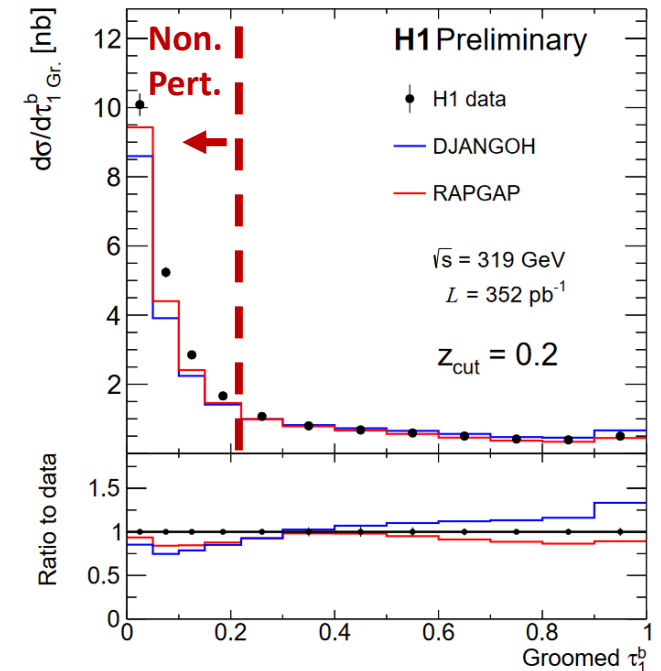 dσ/dτ₁ᵇ Gr. [nb]
12
10
8
6
4
2
Non.
Pert.
H1 Preliminary
H1 data
DJANGOH
RAPGAP
√s = 319 GeV
L = 352 pb⁻¹
z_cut = 0.2
Ratio to data
1.5
1
0.5
0
0 0.2 0.4 0.6 0.8 1
Groomed τ₁ᵇ